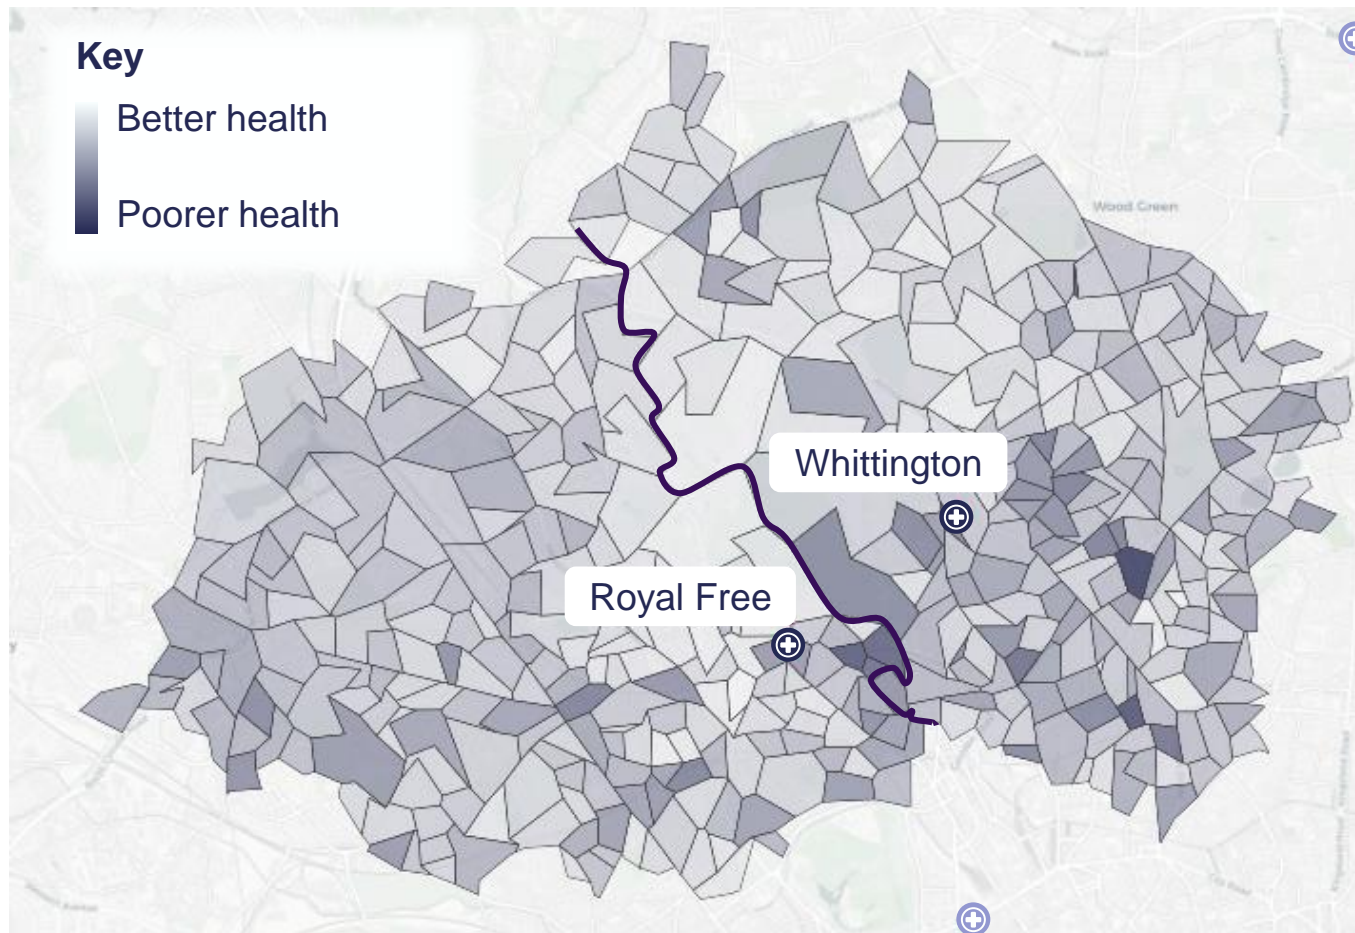 Key
Better health
Poorer health
Wood Green
Whittington
Royal Free